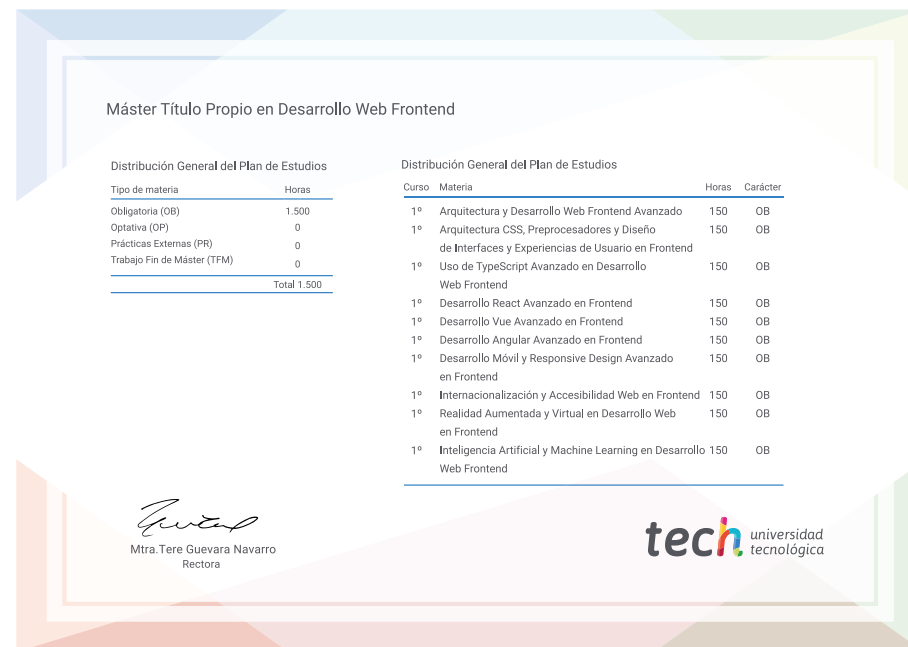 Máster Título Propio en Desarrollo Web Frontend
Distribución General del Plan de Estudios
Tipo de materia Horas
Obligatoria (OB) 1.500
Optativa (OP) 0
Prácticas Externas (PR) 0
Trabajo Fin de Máster (TFM) 0
Total 1.500
Distribución General del Plan de Estudios
Curso Materia Horas Carácter
1º Arquitectura y Desarrollo Web Frontend Avanzado 150 OB
1º Arquitectura CSS, Preprocesadores y Diseño 150 OB
de Interfaces y Experiencias de Usuario en Frontend
1º Uso de TypeScript Avanzado en Desarrollo 150 OB
Web Frontend
1º Desarrollo React Avanzado en Frontend 150 OB
1º Desarrollo Vue Avanzado en Frontend 150 OB
1º Desarrollo Angular Avanzado en Frontend 150 OB
1º Desarrollo Móvil y Responsive Design Avanzado 150 OB
en Frontend
1º Internacionalización y Accesibilidad Web en Frontend 150 OB
1º Realidad Aumentada y Virtual en Desarrollo Web 150 OB
en Frontend
1º Inteligencia Artificial y Machine Learning en Desarrollo 150 OB
Web Frontend
Mtra.Tere Guevara Navarro
Rectora
tech universidad
tecnológica